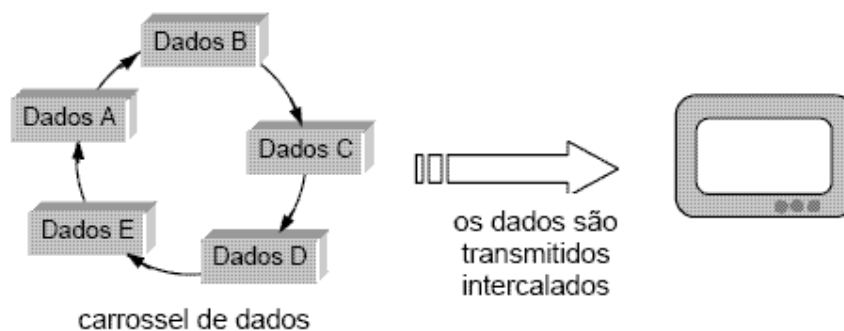 Dados B
Dados A
Dados C
Dados E
Dados D
carrossel de dados
os dados são
transmitidos
intercalados